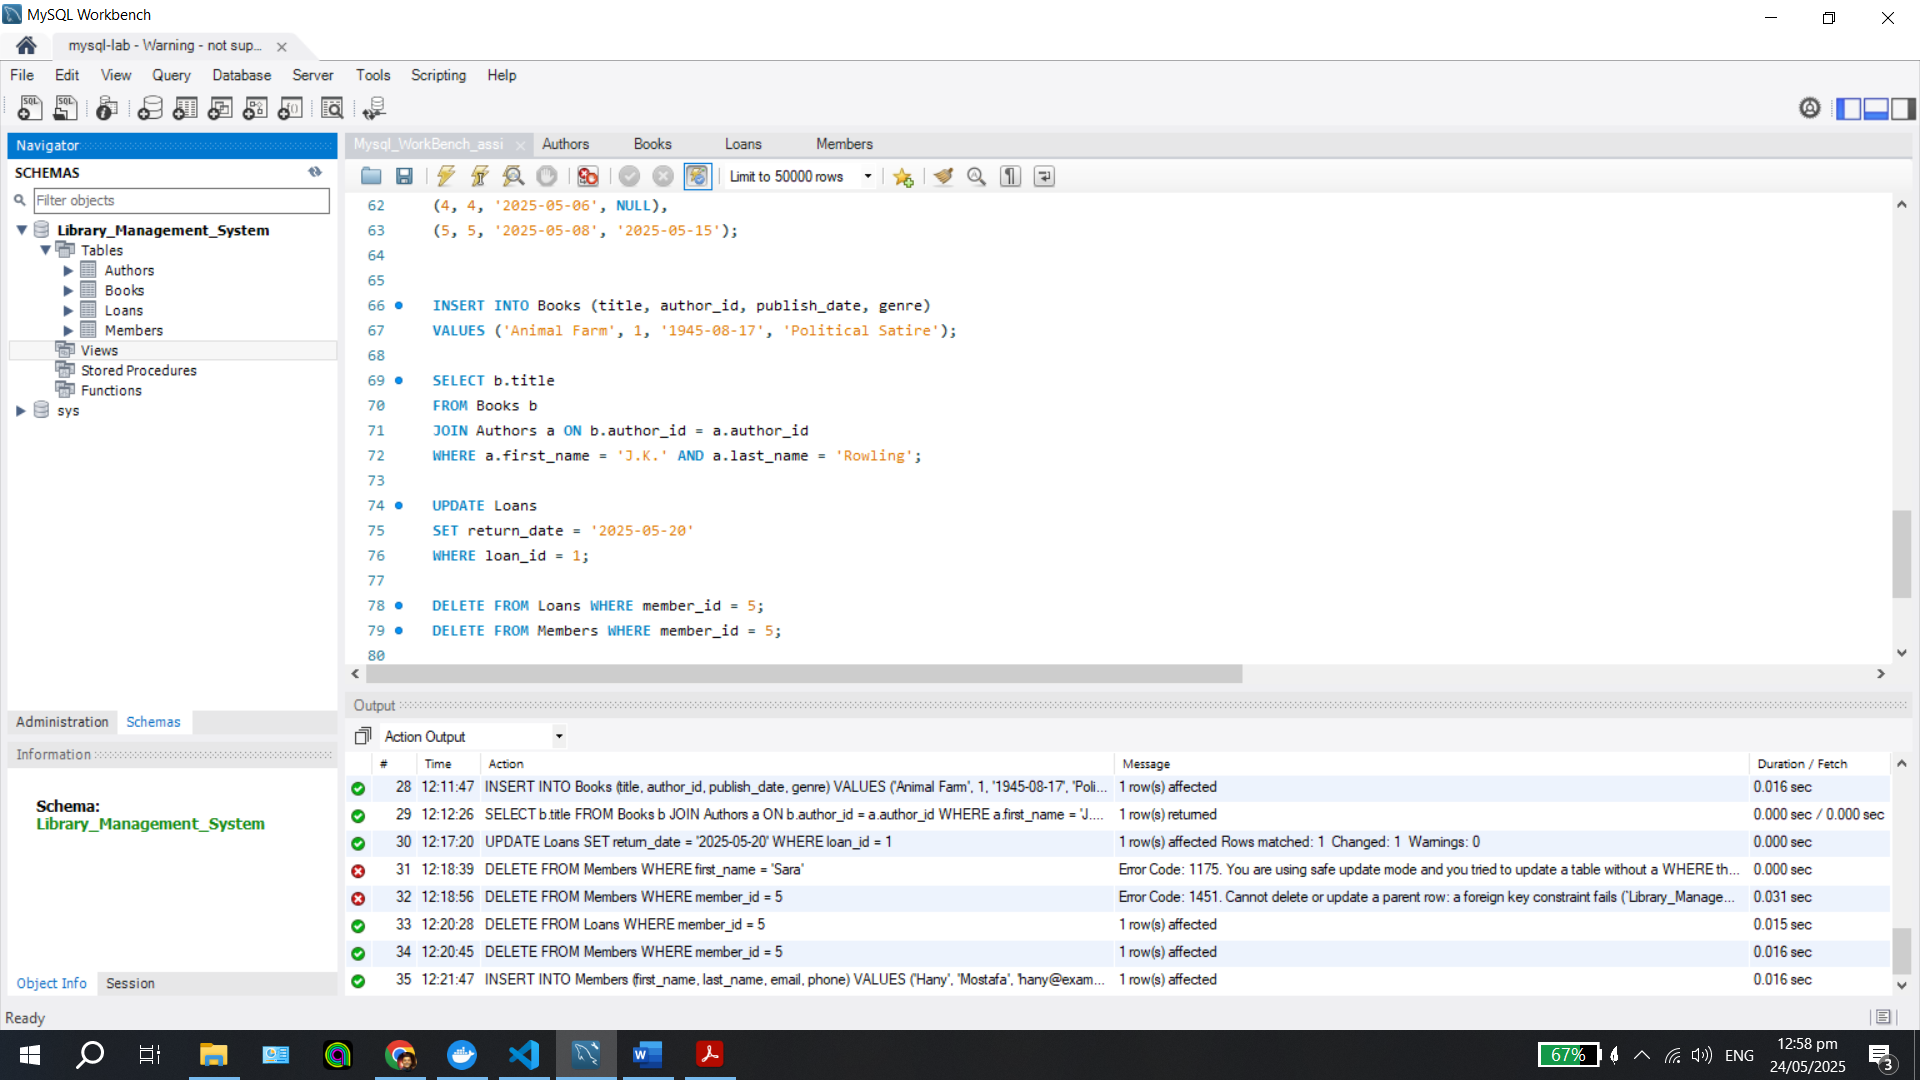 MySQL Workbench
mysql-lab - Warning - not sup...
File Edit View Query Database Server Tools Scripting Help
Navigator
SCHEMAS
Filter objects
Library_Management_System
Tables
Authors
Books
Loans
Members
Views
Stored Procedures
Functions
sys
Administration Schemas
Information
Schema:
Library_Management_System
Object Info Session
Mysql_WorkBench_assi Authors Books Loans Members
Limit to 50000 rows
62 (4, 4, '2025-05-06', NULL),
63 (5, 5, '2025-05-08', '2025-05-15');
64
65
66 INSERT INTO Books (title, author_id, publish_date, genre)
67 VALUES ('Animal Farm', 1, '1945-08-17', 'Political Satire');
68
69 SELECT b.title
70 FROM Books b
71 JOIN Authors a ON b.author_id = a.author_id
72 WHERE a.first_name = 'J.K.' AND a.last_name = 'Rowling';
73
74 UPDATE Loans
75 SET return_date = '2025-05-20'
76 WHERE loan_id = 1;
77
78 DELETE FROM Loans WHERE member_id = 5;
79 DELETE FROM Members WHERE member_id = 5;
80
Output
Action Output
# Time Action Message Duration / Fetch
28 12:11:47 INSERT INTO Books (title, author_id, publish_date, genre) VALUES ('Animal Farm', 1, '1945-08-17', 'Poli... 1 row(s) affected 0.016 sec
29 12:12:26 SELECT b.title FROM Books b JOIN Authors a ON b.author_id = a.author_id WHERE a.first_name = 'J.... 1 row(s) returned 0.000 sec / 0.000 sec
30 12:17:20 UPDATE Loans SET return_date = '2025-05-20' WHERE loan_id = 1 1 row(s) affected Rows matched: 1 Changed: 1 Warnings: 0 0.000 sec
31 12:18:39 DELETE FROM Members WHERE first_name = 'Sara' Error Code: 1175. You are using safe update mode and you tried to update a table without a WHERE th... 0.000 sec
32 12:18:56 DELETE FROM Members WHERE member_id = 5 Error Code: 1451. Cannot delete or update a parent row: a foreign key constraint fails (`Library_Manage... 0.031 sec
33 12:20:28 DELETE FROM Loans WHERE member_id = 5 1 row(s) affected 0.015 sec
34 12:20:45 DELETE FROM Members WHERE member_id = 5 1 row(s) affected 0.016 sec
35 12:21:47 INSERT INTO Members (first_name, last_name, email, phone) VALUES ('Hany', 'Mostafa', 'hany@exam... 1 row(s) affected 0.016 sec
Ready
67% ENG 12:58 pm
24/05/2025
3